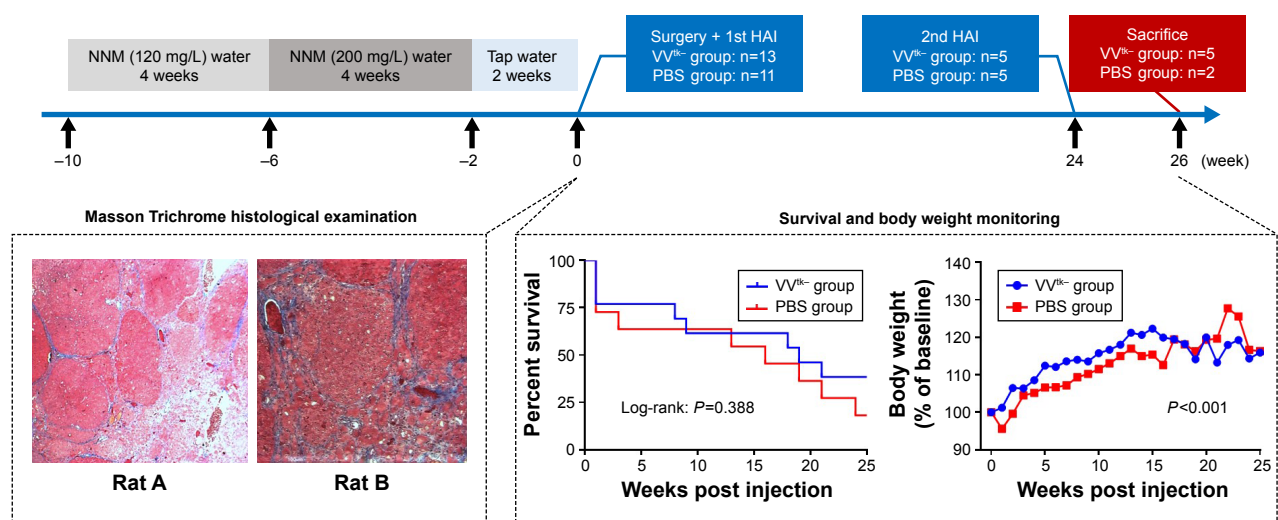 NNM (120 mg/L) water
4 weeks
NNM (200 mg/L) water
4 weeks
Tap water
2 weeks
Surgery + 1st HAI
VVᵗᵏ⁻ group: n=13
PBS group: n=11
2nd HAI
VVᵗᵏ⁻ group: n=5
PBS group: n=5
Sacrifice
VVᵗᵏ⁻ group: n=5
PBS group: n=2
–10
–6
–2
0
24
26
(week)
Masson Trichrome histological examination
Rat A
Rat B
Survival and body weight monitoring
Percent survival
100
75
50
25
0
VVᵗᵏ⁻ group
PBS group
Log-rank: P=0.388
0 5 10 15 20 25
Weeks post injection
Body weight
(% of baseline)
140
130
120
110
100
90
VVᵗᵏ⁻ group
PBS group
P<0.001
0 5 10 15 20 25
Weeks post injection